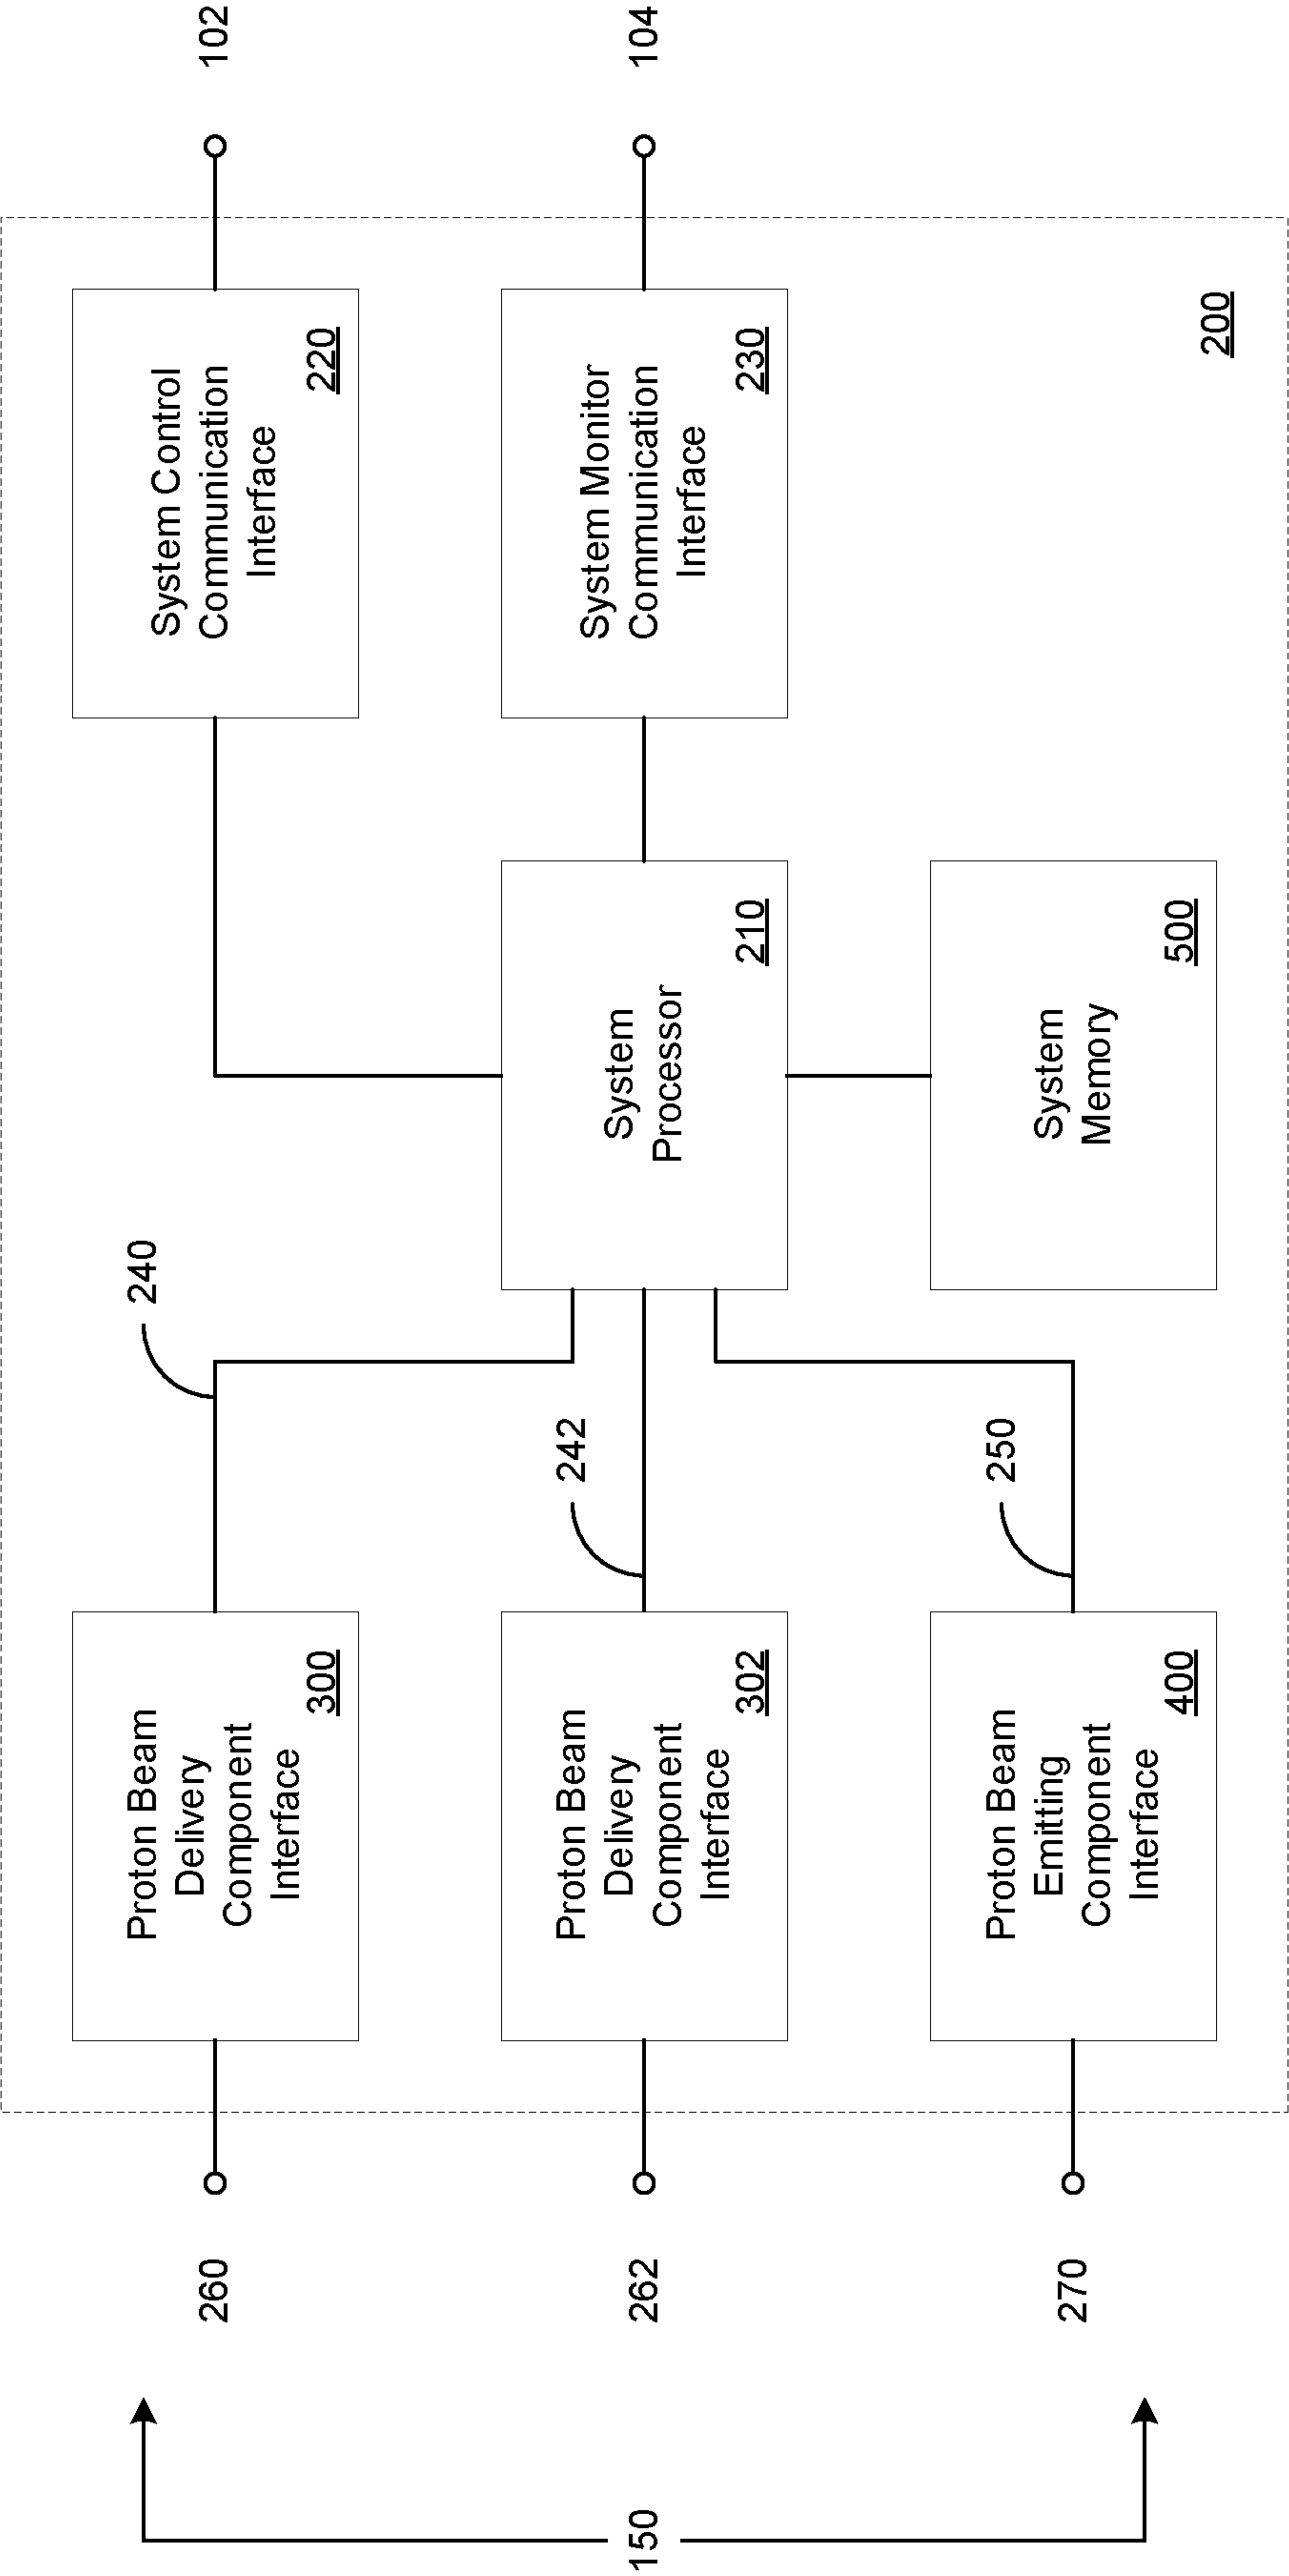 150
260
262
270
Proton Beam
Delivery
Component
Interface
300
Proton Beam
Delivery
Component
Interface
302
Proton Beam
Emitting
Component
Interface
400
240
242
250
System
Processor
210
System
Memory
500
System Control
Communication
Interface
220
System Monitor
Communication
Interface
230
200
102
104